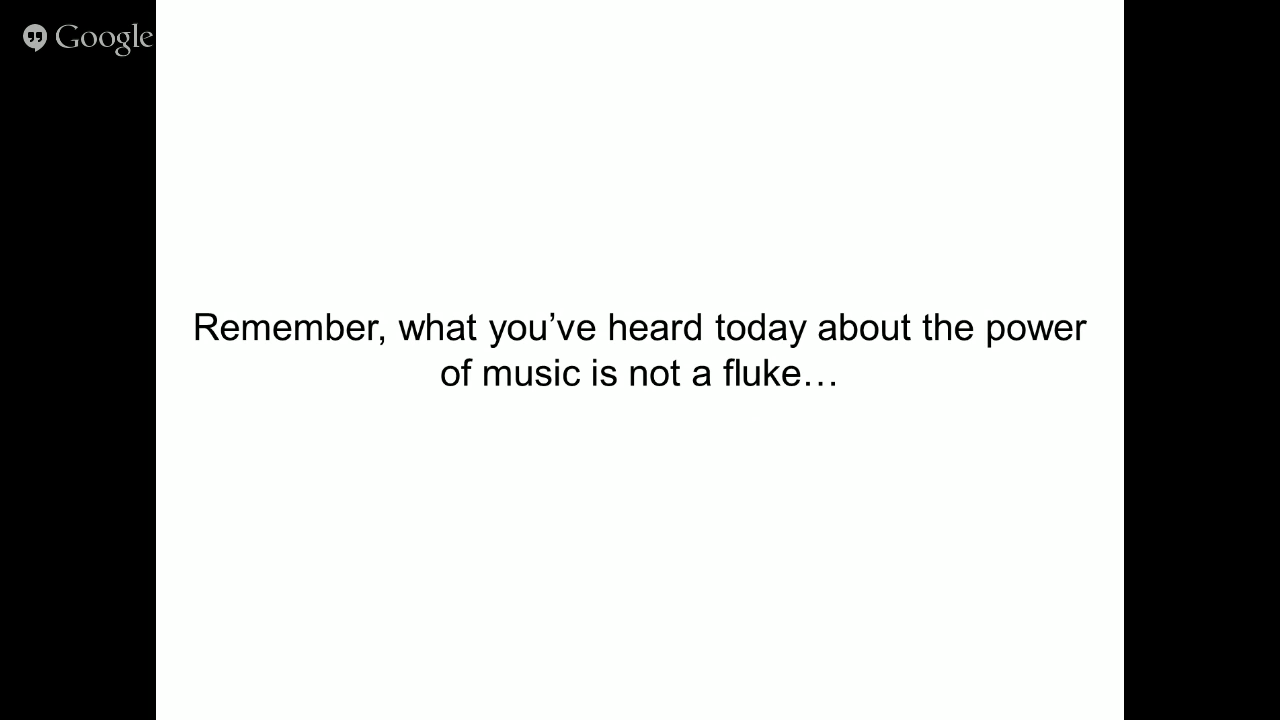 Google
Remember, what you’ve heard today about the power
of music is not a fluke…